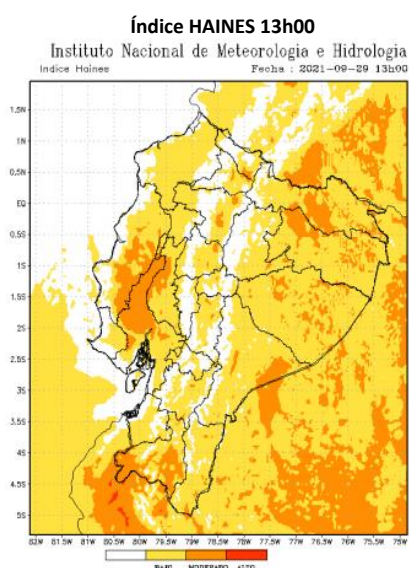 Índice HAINES 13h00
Instituto Nacional de Meteorologia e Hidrologia
Indice Haines Fecha : 2021-09-29 13h00
1.5N
1N
0.5N
EQ
0.5S
1S
1.5S
2S
2.5S
3S
3.5S
4S
4.5S
5S
82W 81.5W 81W 80.5W 80W 79.5W 79W 78.5W 78W 77.5W 77W 76.5W 76W 75.5W 75W
BAJO MODERADO ALTO